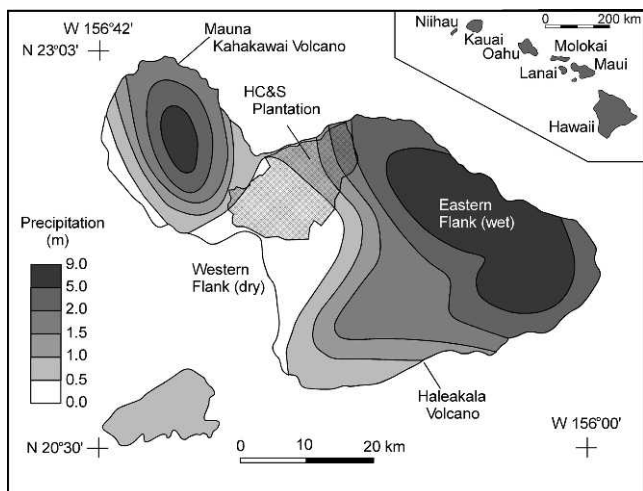 W 156°42'
N 23°03'
Mauna
Kahakawai Volcano
0 200 km
Niihau
Kauai
Oahu
Molokai
Lanai
Maui
Hawaii
HC&S
Plantation
Eastern
Flank (wet)
Precipitation
(m)
9.0
5.0
2.0
1.5
1.0
0.5
0.0
Western
Flank (dry)
Haleakala
Volcano
W 156°00'
N 20°30'
0 10 20 km